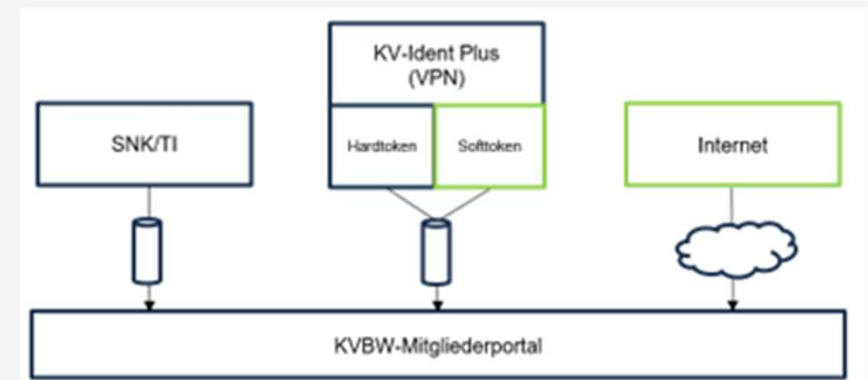 KV-Ident Plus
(VPN)
SNK/TI
Hardtoken
Softtoken
Internet
KVBW-Mitgliederportal